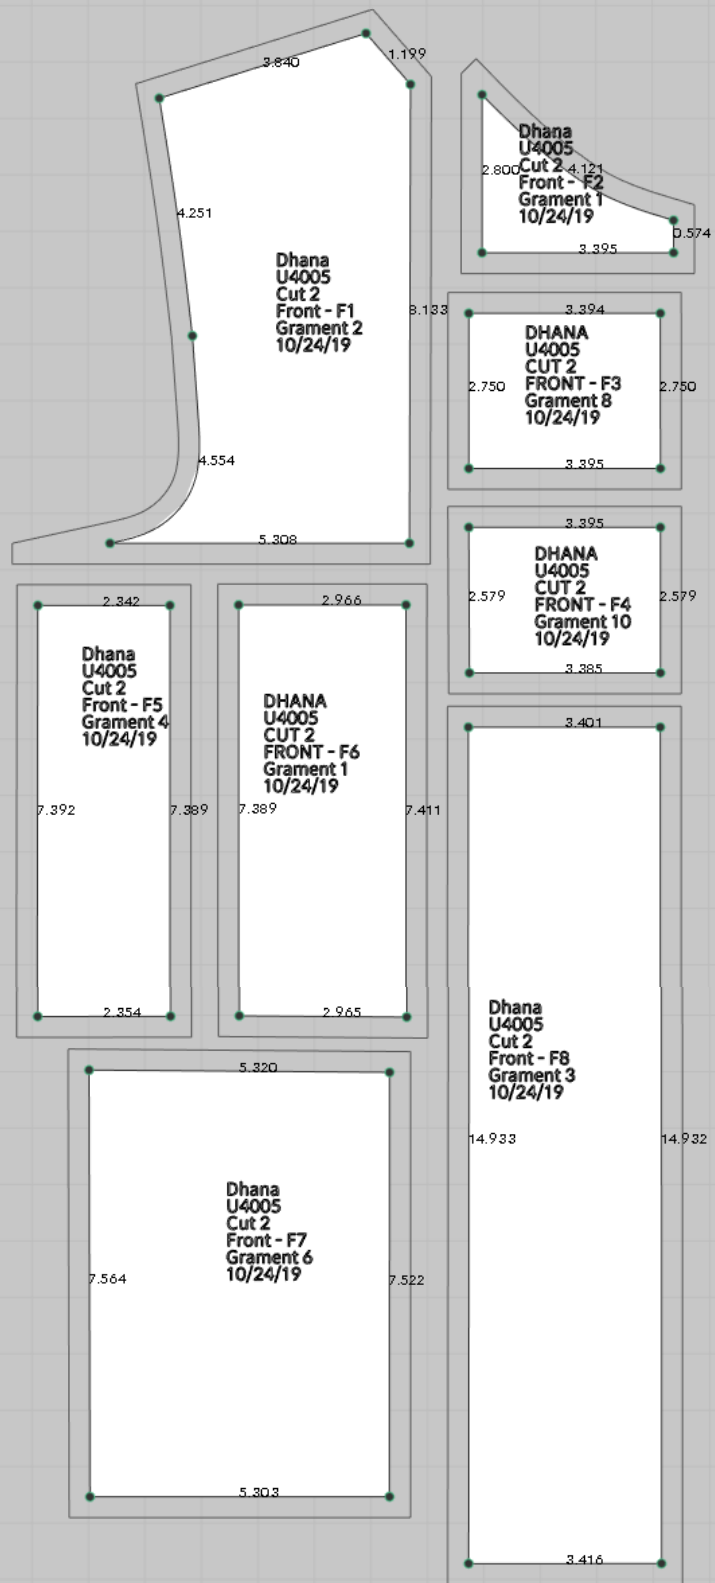 3.840
1.199
4.251
Dhana
U4005
Cut 2
Front - F1
Grament 2
10/24/19
8.133
4.554
5.308
Dhana
U4005
Cut 2
Front - F2
Grament 1
10/24/19
2.800
4.121
0.574
3.395
3.394
DHANA
U4005
CUT 2
FRONT - F3
Grament 8
10/24/19
2.750
2.750
3.395
3.395
DHANA
U4005
CUT 2
FRONT - F4
Grament 10
10/24/19
2.579
2.579
3.385
2.342
Dhana
U4005
Cut 2
Front - F5
Grament 4
10/24/19
7.392
7.389
2.354
2.966
DHANA
U4005
CUT 2
FRONT - F6
Grament 1
10/24/19
7.389
7.411
2.965
3.401
Dhana
U4005
Cut 2
Front - F8
Grament 3
10/24/19
14.933
14.932
3.416
5.320
Dhana
U4005
Cut 2
Front - F7
Grament 6
10/24/19
7.564
7.522
5.303